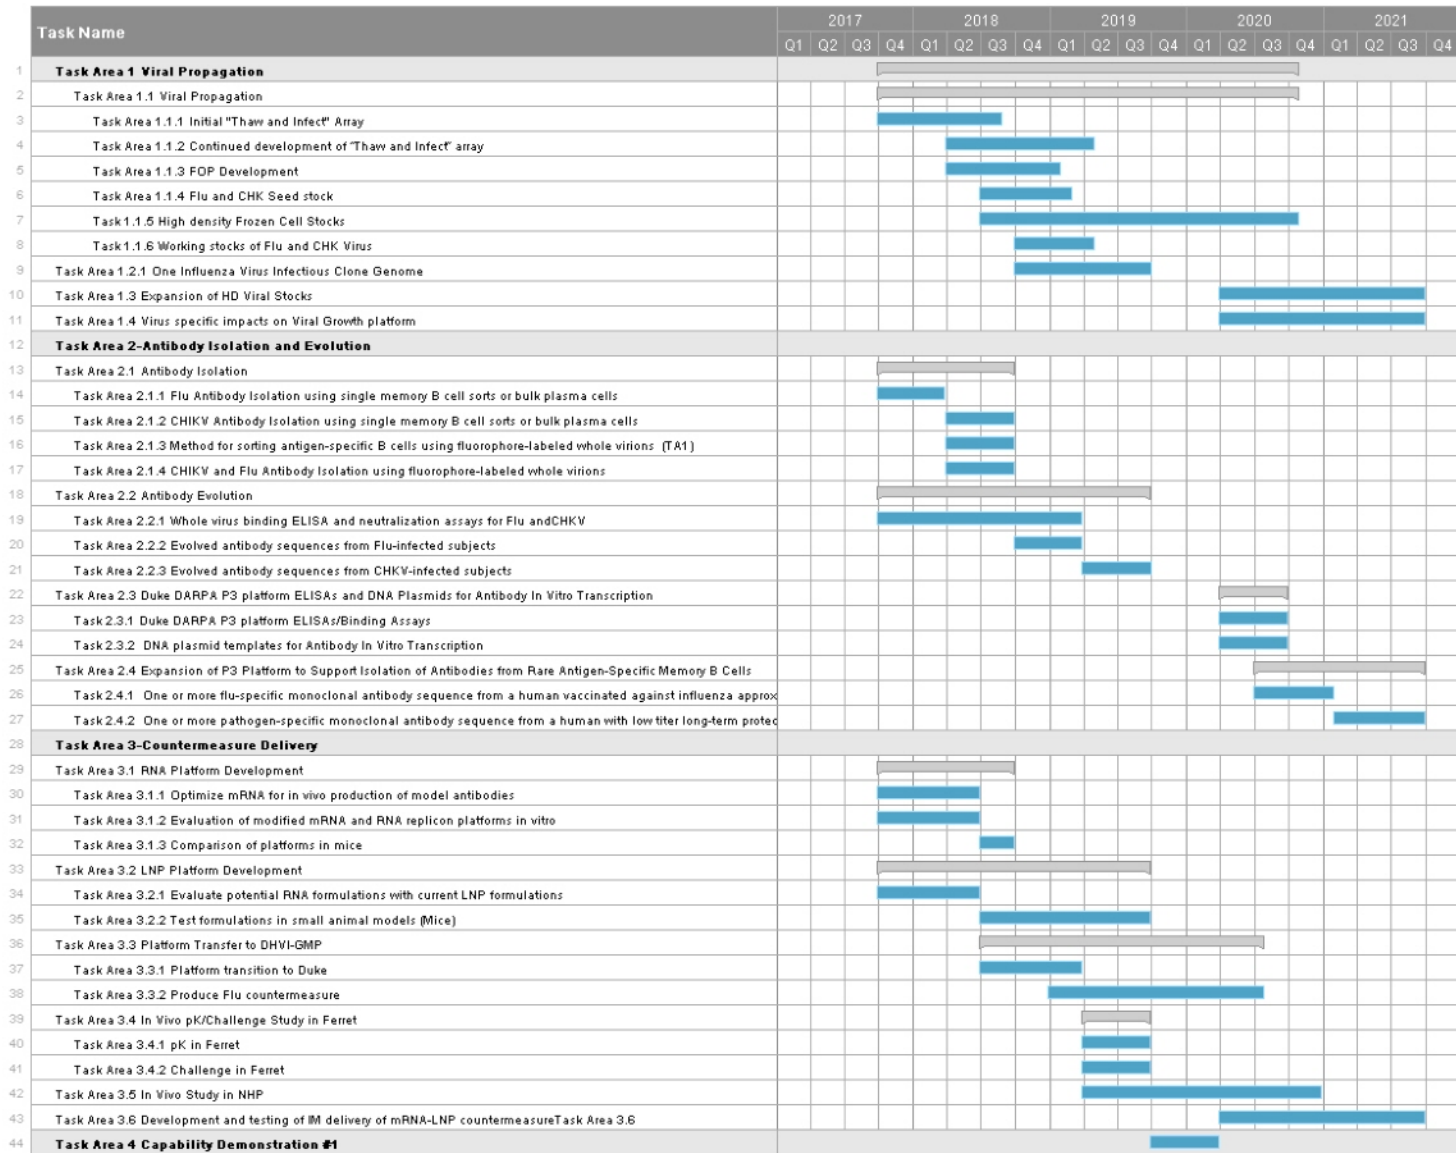 Task Name
2017 2018 2019 2020 2021
Q1 Q2 Q3 Q4 Q1 Q2 Q3 Q4 Q1 Q2 Q3 Q4 Q1 Q2 Q3 Q4 Q1 Q2 Q3 Q4
1 Task Area 1 Viral Propagation
2 Task Area 1.1 Viral Propagation
3 Task Area 1.1.1 Initial "Thaw and Infect" Array
4 Task Area 1.1.2 Continued development of "Thaw and Infect" array
5 Task Area 1.1.3 FOP Development
6 Task Area 1.1.4 Flu and CHK Seed stock
7 Task1.1.5 High density Frozen Cell Stocks
8 Task1.1.6 Working stocks of Flu and CHK Virus
9 Task Area 1.2.1 One Influenza Virus Infectious Clone Genome
10 Task Area 1.3 Expansion of HD Viral Stocks
11 Task Area 1.4 Virus specific impacts on Viral Growth platform
12 Task Area 2-Antibody Isolation and Evolution
13 Task Area 2.1 Antibody Isolation
14 Task Area 2.1.1 Flu Antibody Isolation using single memory B cell sorts or bulk plasma cells
15 Task Area 2.1.2 CHIKV Antibody Isolation using single memory B cell sorts or bulk plasma cells
16 Task Area 2.1.3 Method for sorting antigen-specific B cells using fluorophore-labeled whole virions (TA1)
17 Task Area 2.1.4 CHIKV and Flu Antibody Isolation using fluorophore-labeled whole virions
18 Task Area 2.2 Antibody Evolution
19 Task Area 2.2.1 Whole virus binding ELISA and neutralization assays for Flu andCHKV
20 Task Area 2.2.2 Evolved antibody sequences from Flu-infected subjects
21 Task Area 2.2.3 Evolved antibody sequences from CHKV-infected subjects
22 Task Area 2.3 Duke DARPA P3 platform ELISAs and DNA Plasmids for Antibody In Vitro Transcription
23 Task 2.3.1 Duke DARPA P3 platform ELISAs/Binding Assays
24 Task 2.3.2 DNA plasmid templates for Antibody In Vitro Transcription
25 Task Area 2.4 Expansion of P3 Platform to Support Isolation of Antibodies from Rare Antigen-Specific Memory B Cells
26 Task 2.4.1 One or more flu-specific monoclonal antibody sequence from a human vaccinated against influenza approx
27 Task 2.4.2 One or more pathogen-specific monoclonal antibody sequence from a human with low titer long-term protec
28 Task Area 3-Countermeasure Delivery
29 Task Area 3.1 RNA Platform Development
30 Task Area 3.1.1 Optimize mRNA for in vivo production of model antibodies
31 Task Area 3.1.2 Evaluation of modified mRNA and RNA replicon platforms in vitro
32 Task Area 3.1.3 Comparison of platforms in mice
33 Task Area 3.2 LNP Platform Development
34 Task Area 3.2.1 Evaluate potential RNA formulations with current LNP formulations
35 Task Area 3.2.2 Test formulations in small animal models (Mice)
36 Task Area 3.3 Platform Transfer to DHVI-GMP
37 Task Area 3.3.1 Platform transition to Duke
38 Task Area 3.3.2 Produce Flu countermeasure
39 Task Area 3.4 In Vivo pK/Challenge Study in Ferret
40 Task Area 3.4.1 pK in Ferret
41 Task Area 3.4.2 Challenge in Ferret
42 Task Area 3.5 In Vivo Study in NHP
43 Task Area 3.6 Development and testing of IM delivery of mRNA-LNP countermeasureTask Area 3.6
44 Task Area 4 Capability Demonstration #1